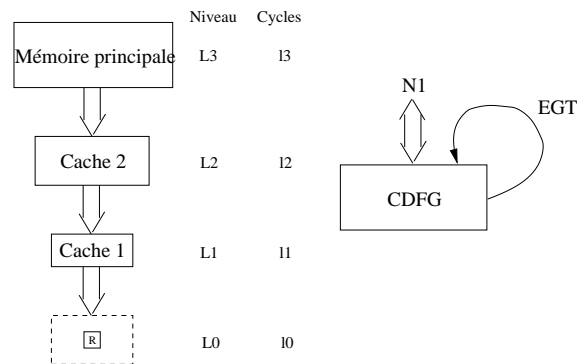 Niveau Cycles
Mémoire principale L3 l3
N1
EGT
Cache 2 L2 l2
CDFG
Cache 1 L1 l1
R L0 l0